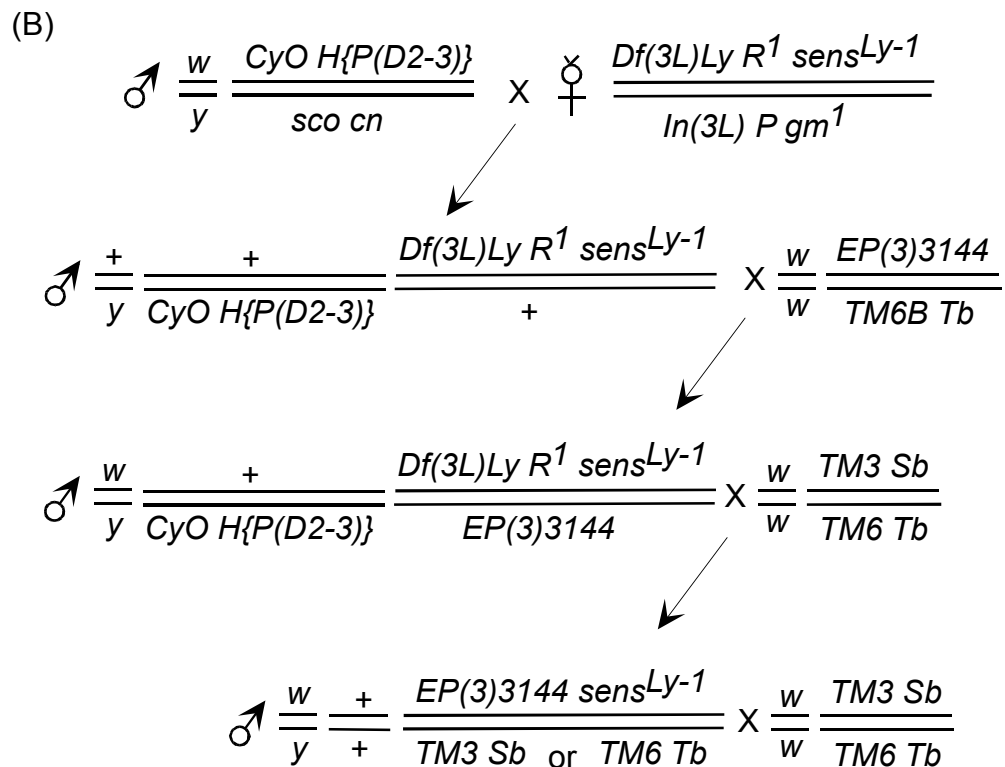 (B)
w CyO H{P(D2-3)} X Df(3L)Ly R1 sensLy-1
y sco cn In(3L) P gm1
+ + Df(3L)Ly R1 sensLy-1 X w EP(3)3144
y CyO H{P(D2-3)} + w TM6B Tb
w + Df(3L)Ly R1 sensLy-1 X w TM3 Sb
y CyO H{P(D2-3)} EP(3)3144 w TM6 Tb
w + EP(3)3144 sensLy-1 X w TM3 Sb
y + TM3 Sb or TM6 Tb w TM6 Tb